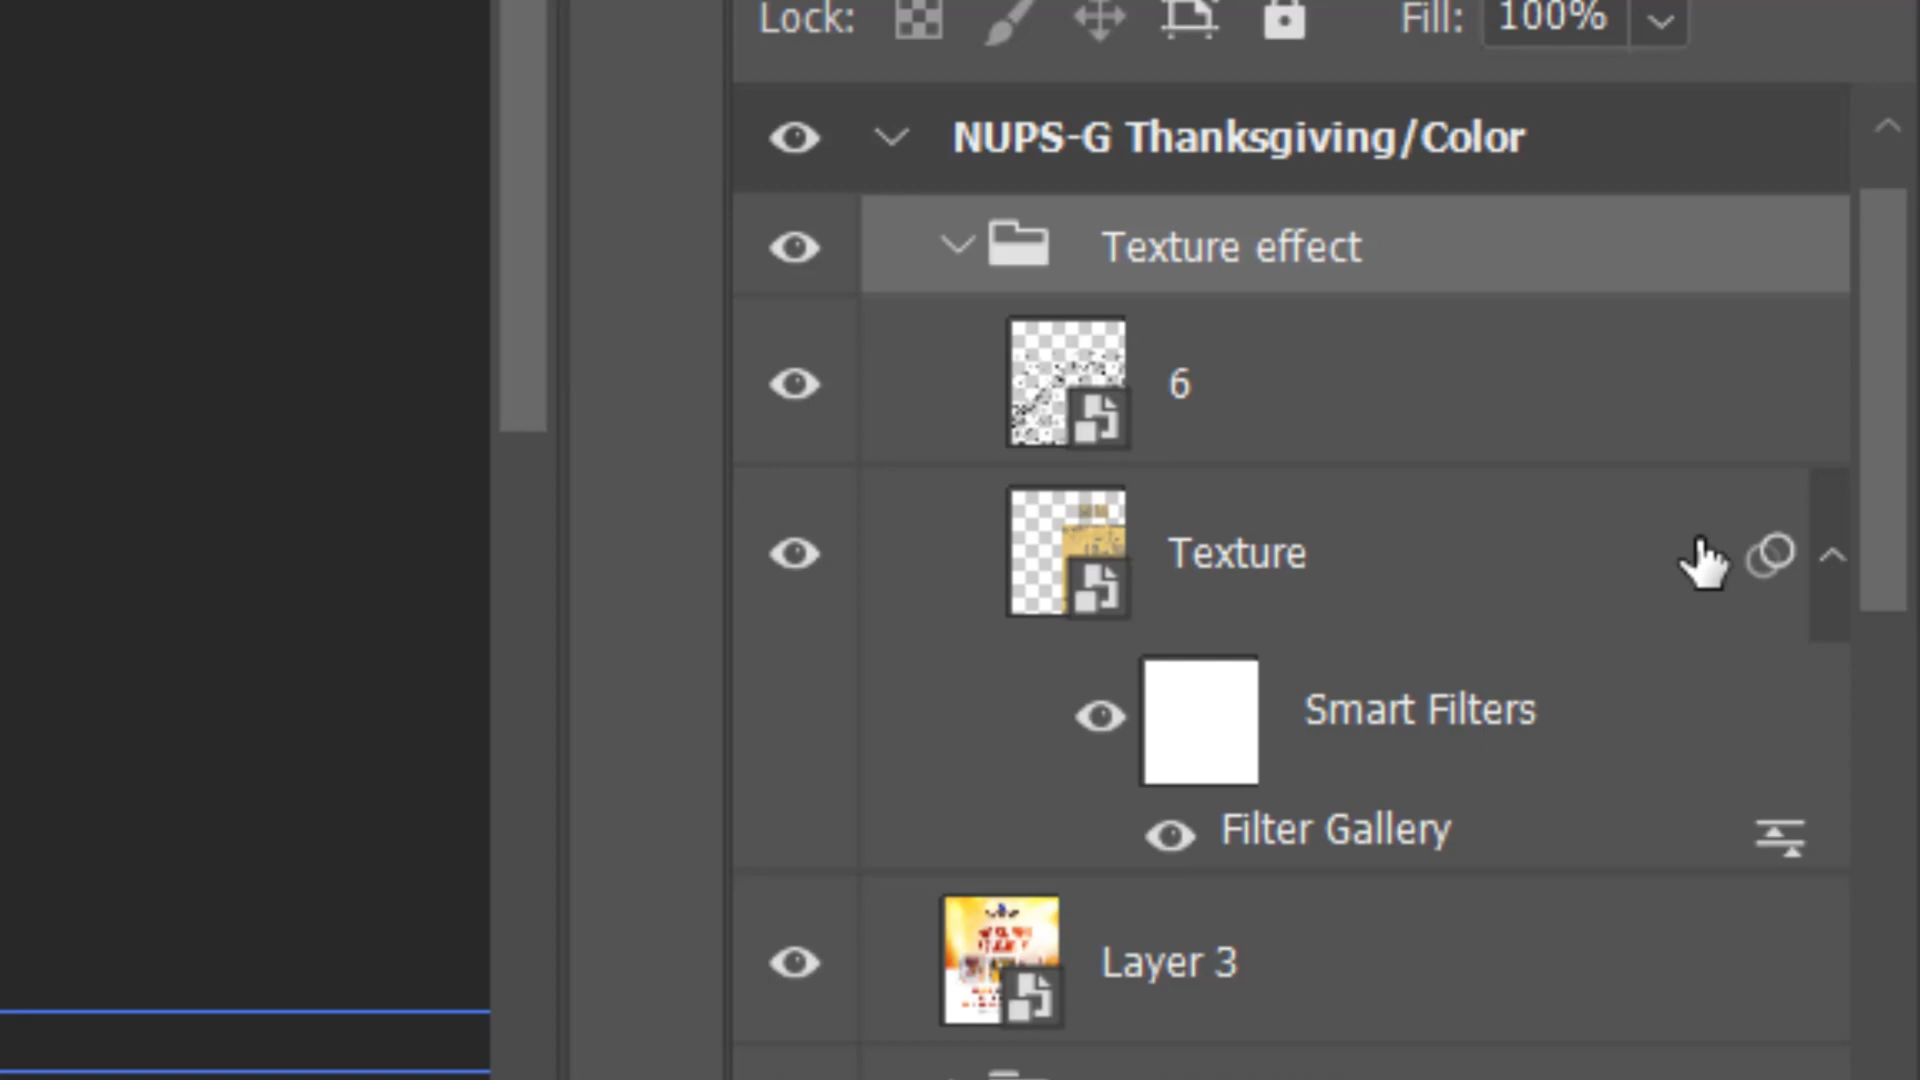 Lock:
Fill: 100%
NUPS-G Thanksgiving/Color
Texture effect
6
Texture
Smart Filters
Filter Gallery
Layer 3